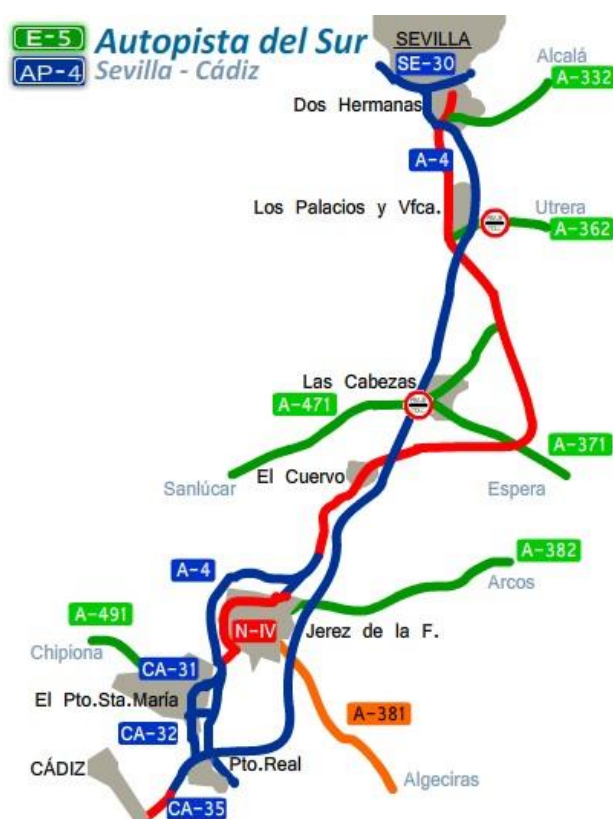 E-5 Autopista del Sur
AP-4 Sevilla - Cádiz
SEVILLA
SE-30
Alcalá
A-332
Dos Hermanas
A-4
Los Palacios y Vfca.
Utrera
A-362
Las Cabezas
A-471
A-371
El Cuervo
Sanlúcar
Espera
A-4
A-382
Arcos
A-491
N-IV
Jerez de la F.
Chipiona
CA-31
El Pto.Sta.María
A-381
CA-32
CÁDIZ
Pto.Real
Algeciras
CA-35